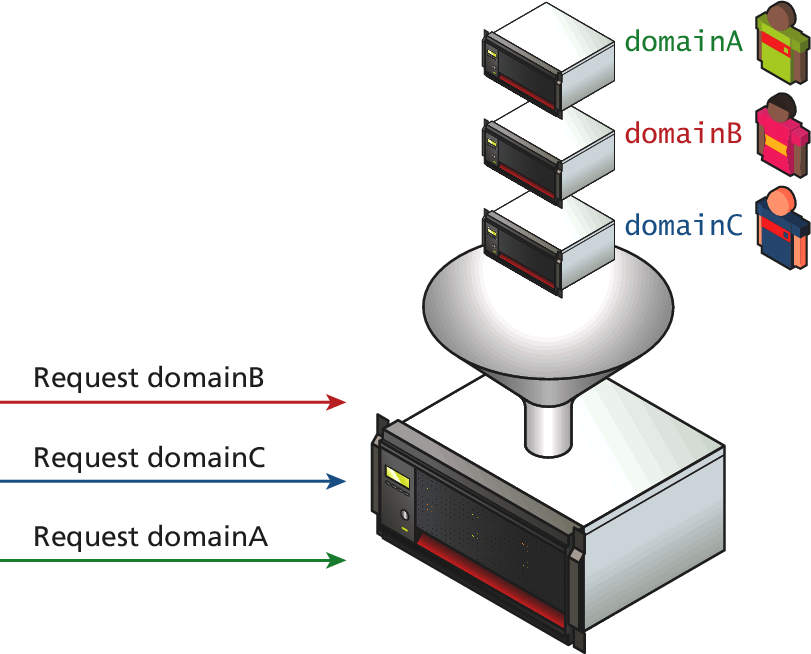 domainA
domainB
domainC
Request domainB
Request domainC
Request domainA